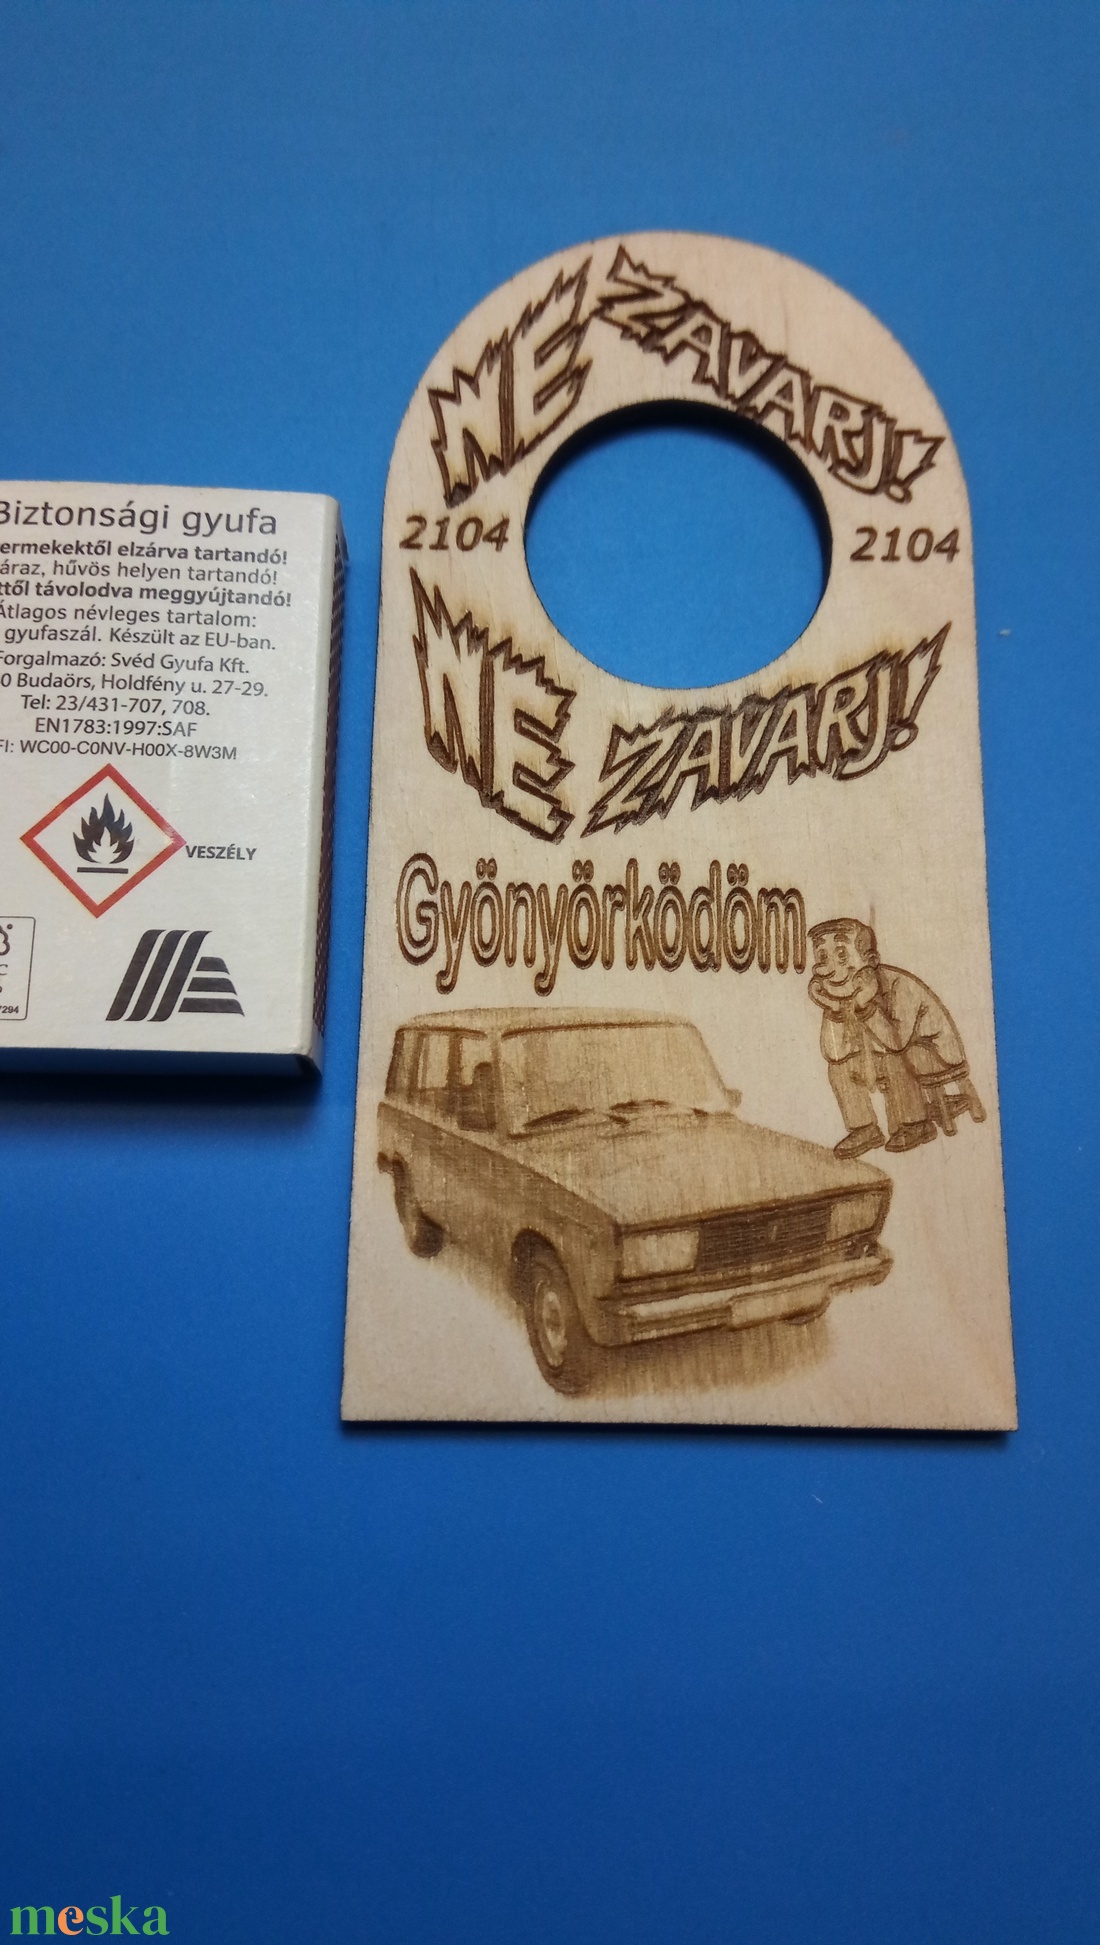 NE ZAVARJ!
2104 2104
NE ZAVARJ!
Gyönyörködöm
Biztonsági gyufa
ermekektől elzárva tartandó!
áraz, hűvös helyen tartandó!
ttől távolodva meggyújtandó!
Átlagos névleges tartalom:
gyufaszál. Készült az EU-ban.
Forgalmazó: Svéd Gyufa Kft.
0 Budaörs, Holdfény u. 27-29.
Tel: 23/431-707, 708.
EN1783:1997:SAF
FI: WC00-C0NV-H00X-8W3M
VESZÉLY
7294
meska